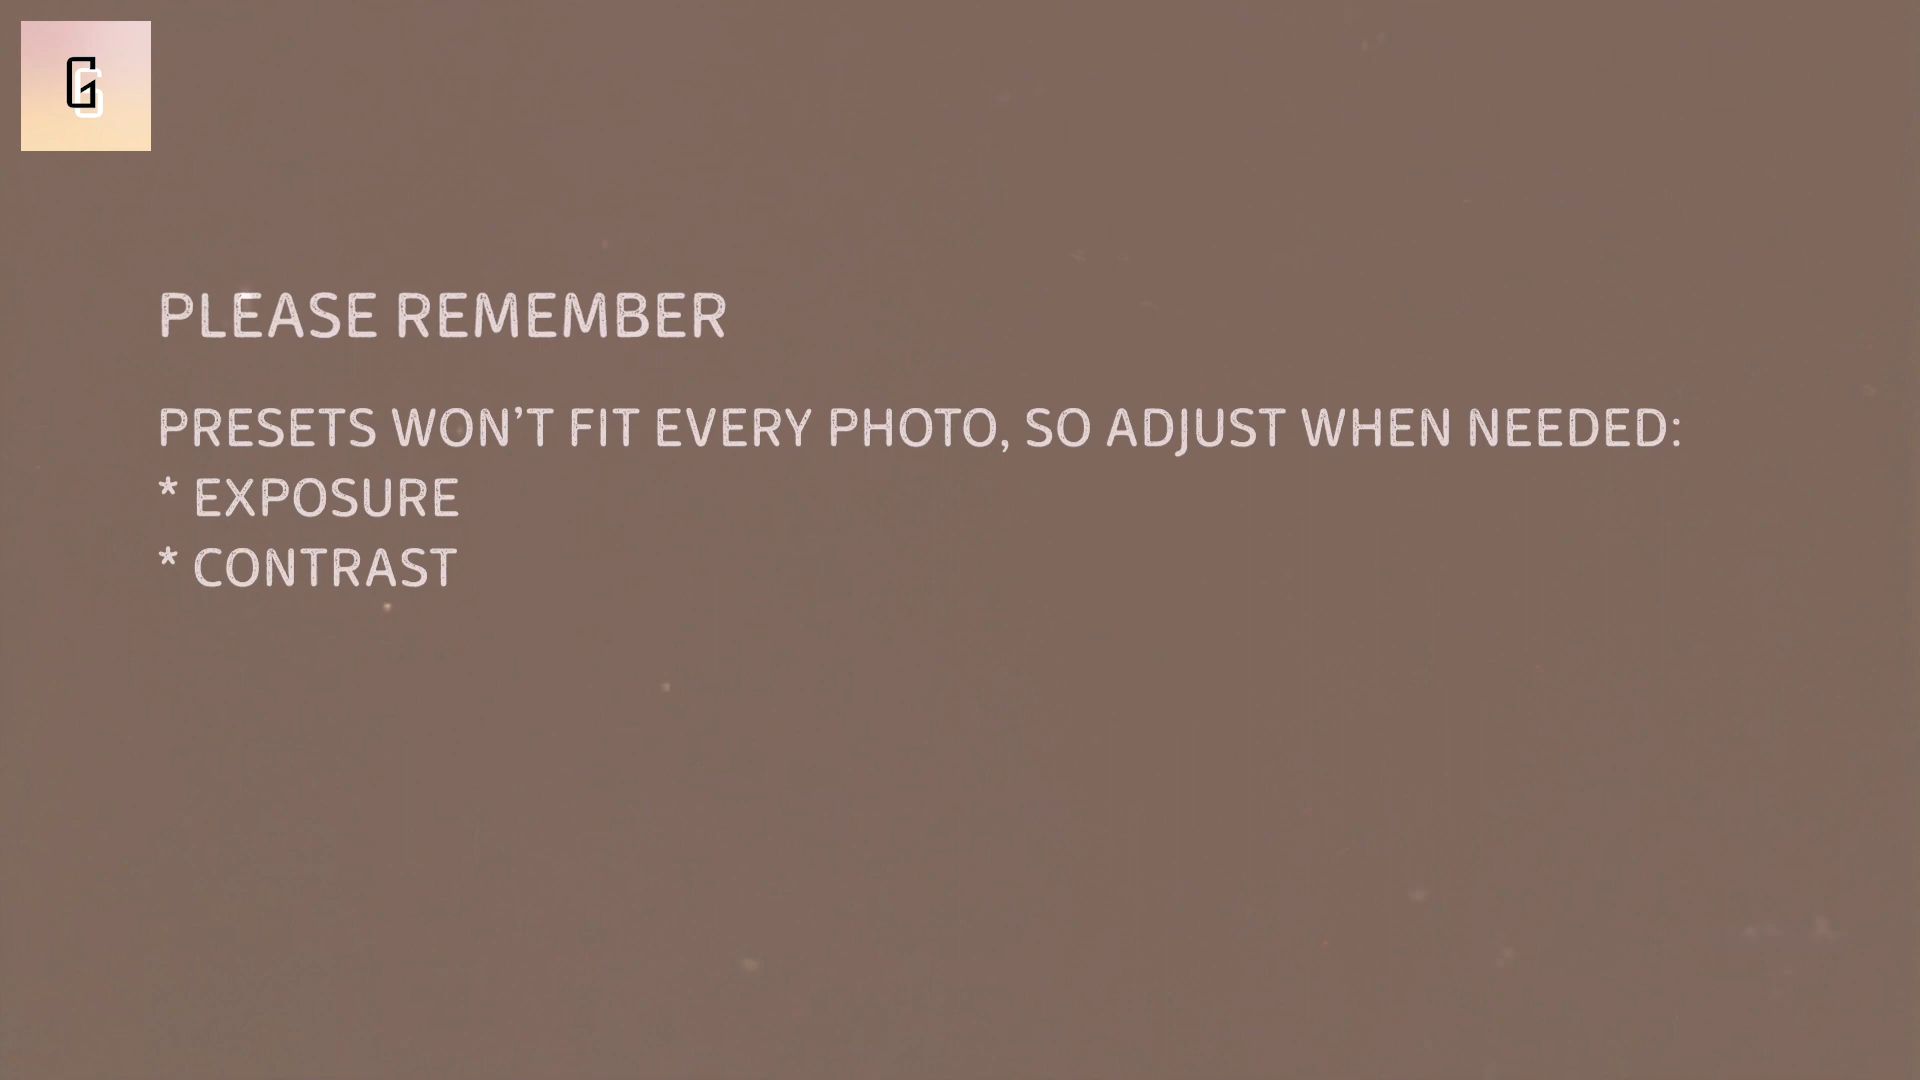 G
PLEASE REMEMBER
PRESETS WON’T FIT EVERY PHOTO, SO ADJUST WHEN NEEDED:
* EXPOSURE
* CONTRAST